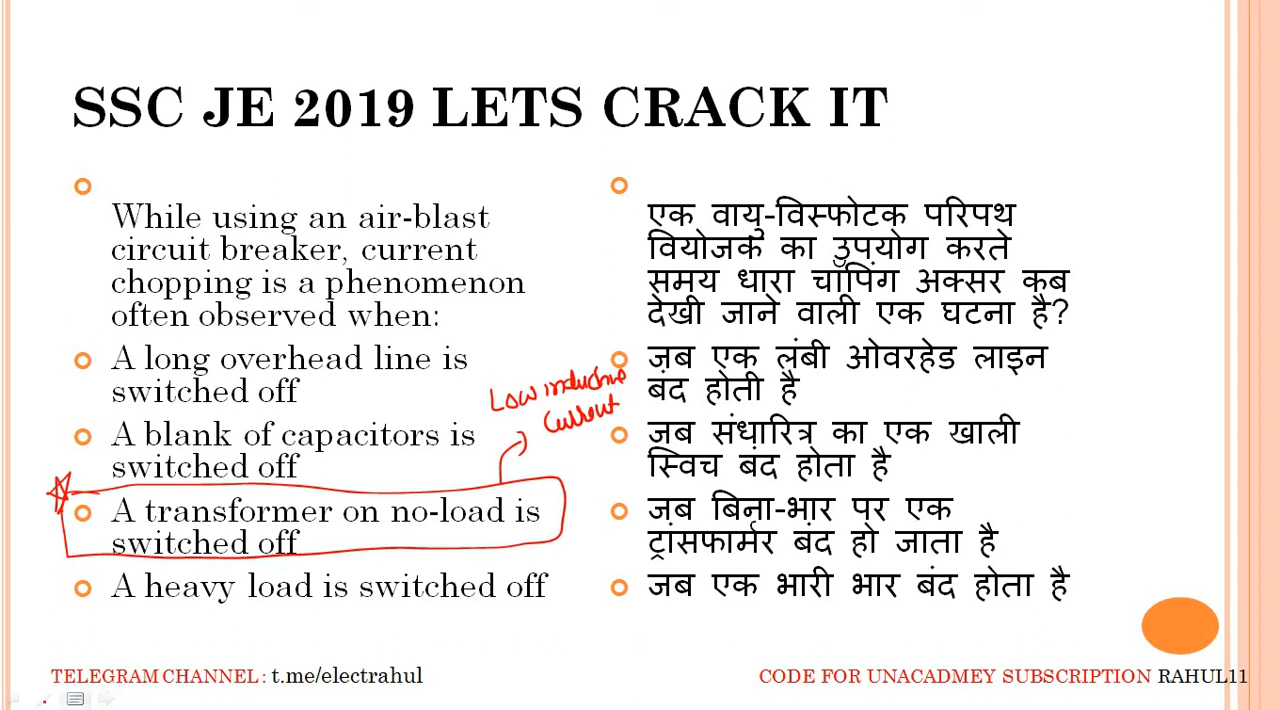 SSC JE 2019 LETS CRACK IT
While using an air-blast
circuit breaker, current
chopping is a phenomenon
often observed when:
A long overhead line is
switched off
A blank of capacitors is
switched off
A transformer on no-load is
switched off
A heavy load is switched off
Low inductive
current
एक वायु-विस्फोटक परिपथ
वियोजक का उपयोग करते
समय धारा चॉपिंग अक्सर कब
देखी जाने वाली एक घटना है?
जब एक लंबी ओवरहेड लाइन
बंद होती है
जब संधारित्र का एक खाली
स्विच बंद होता है
जब बिना-भार पर एक
ट्रांसफार्मर बंद हो जाता है
जब एक भारी भार बंद होता है
TELEGRAM CHANNEL: t.me/electrahul
CODE FOR UNACADMEY SUBSCRIPTION RAHUL11